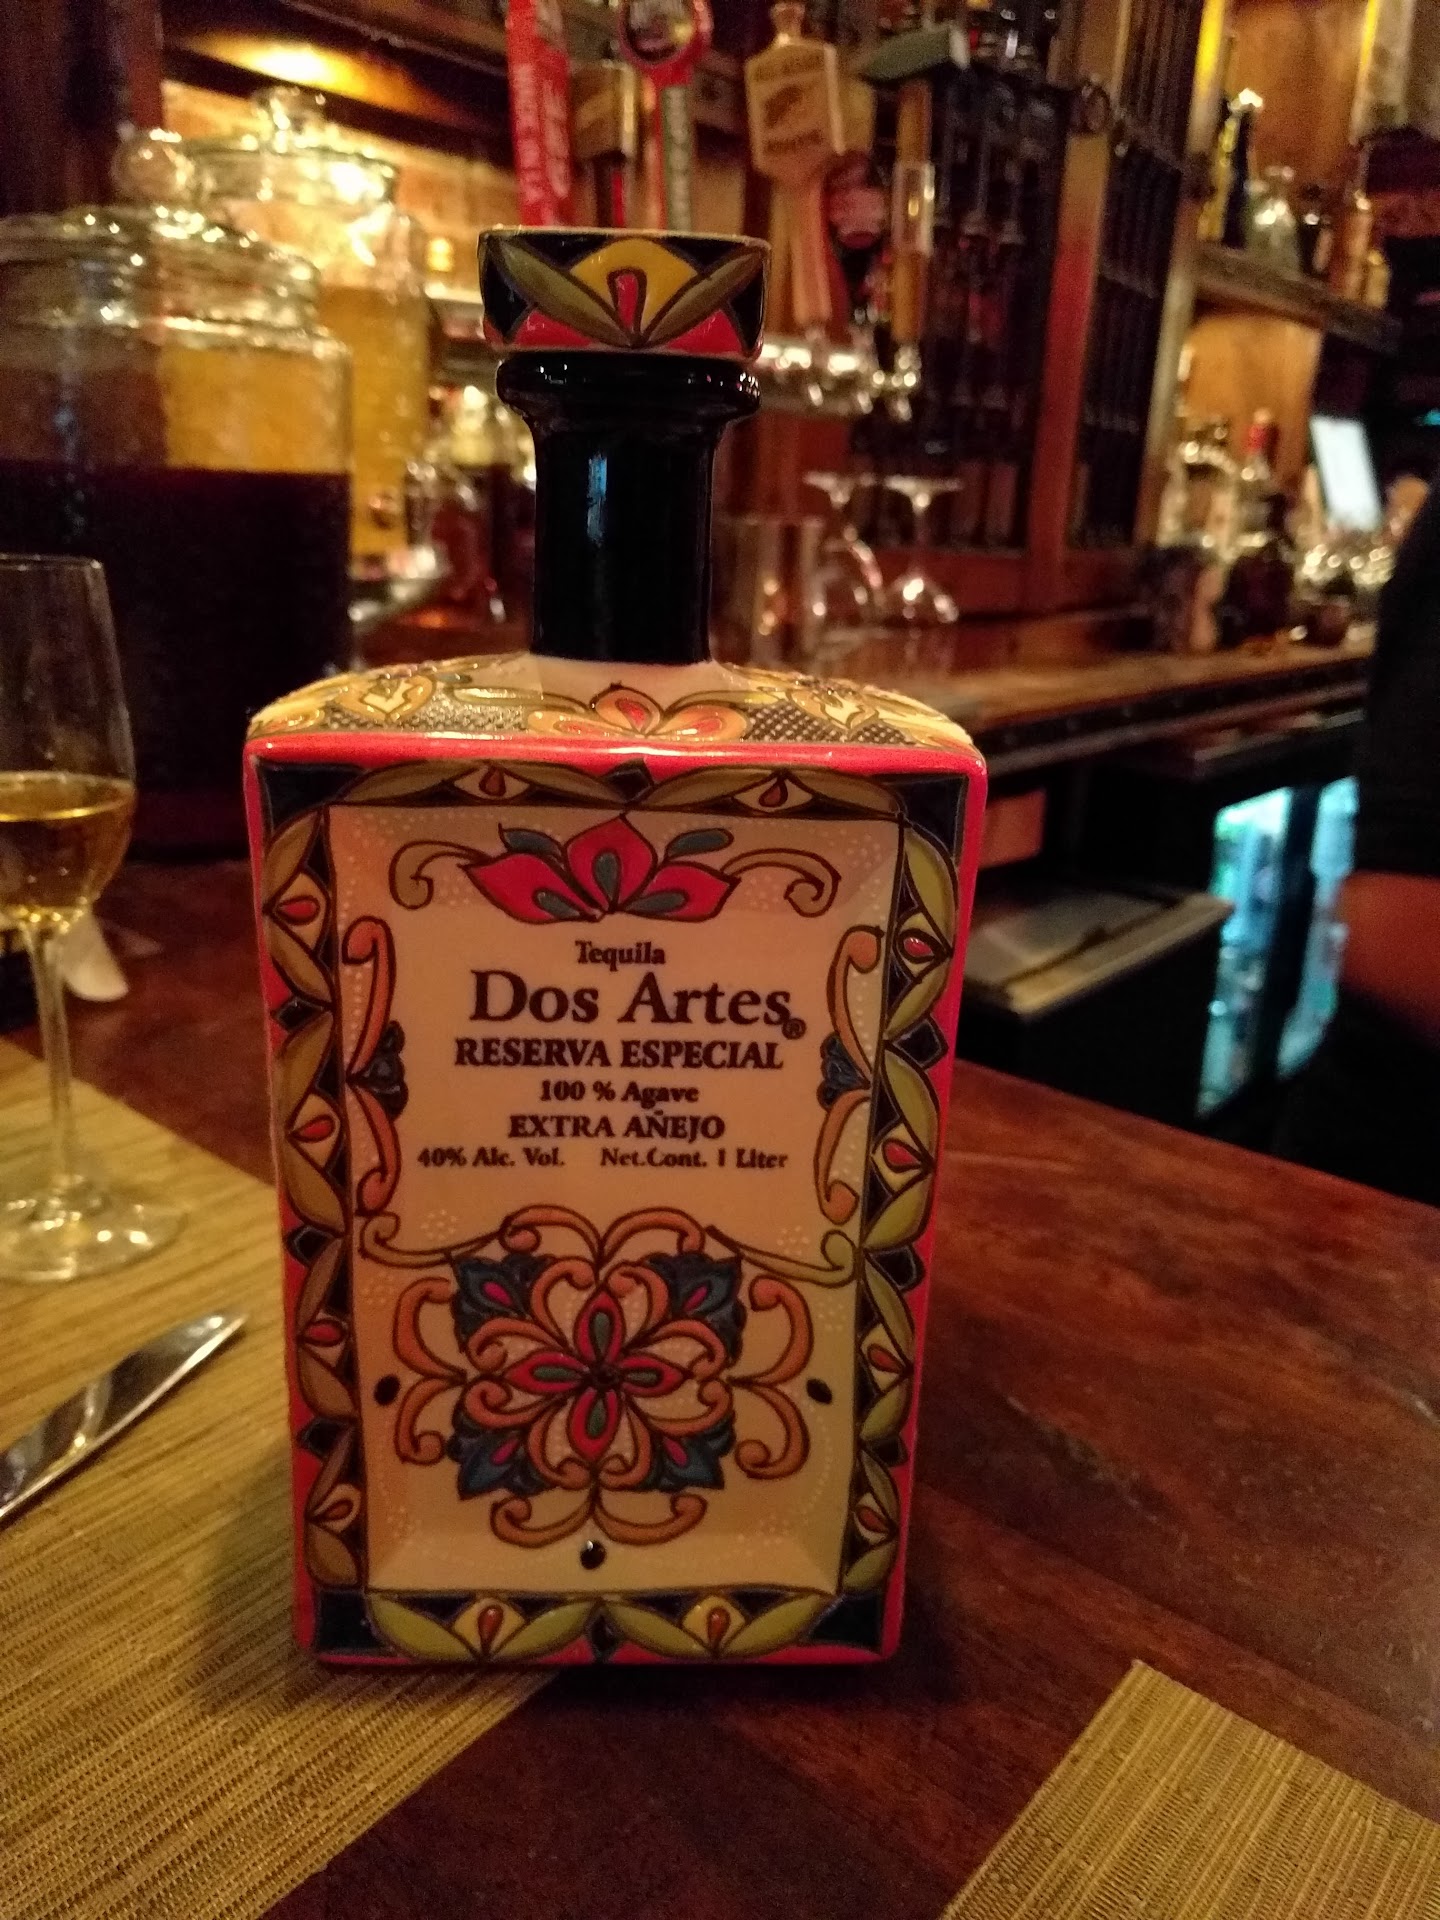 Tequila
Dos Artes®
RESERVA ESPECIAL
100 % Agave
EXTRA AÑEJO
40% Alc. Vol. Net.Cont. 1 Liter